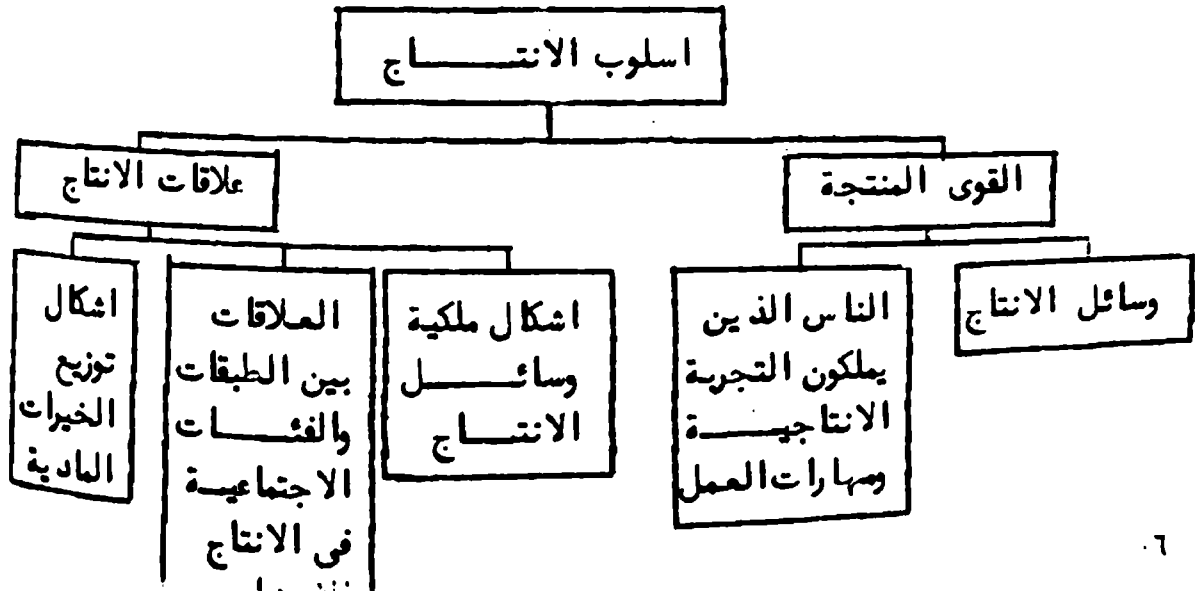 اسلوب الانتاج
القوى المنتجة
علاقات الانتاج
وسائل الانتاج
الناس الذين
يملكون التجربة
الانتاجية
ومهارات العمل
اشكال ملكية
وسائل
الانتاج
العلاقات
بين الطبقات
والفئات
الاجتماعية
في الانتاج
اشكال
توزيع
الخيرات
المادية
٦